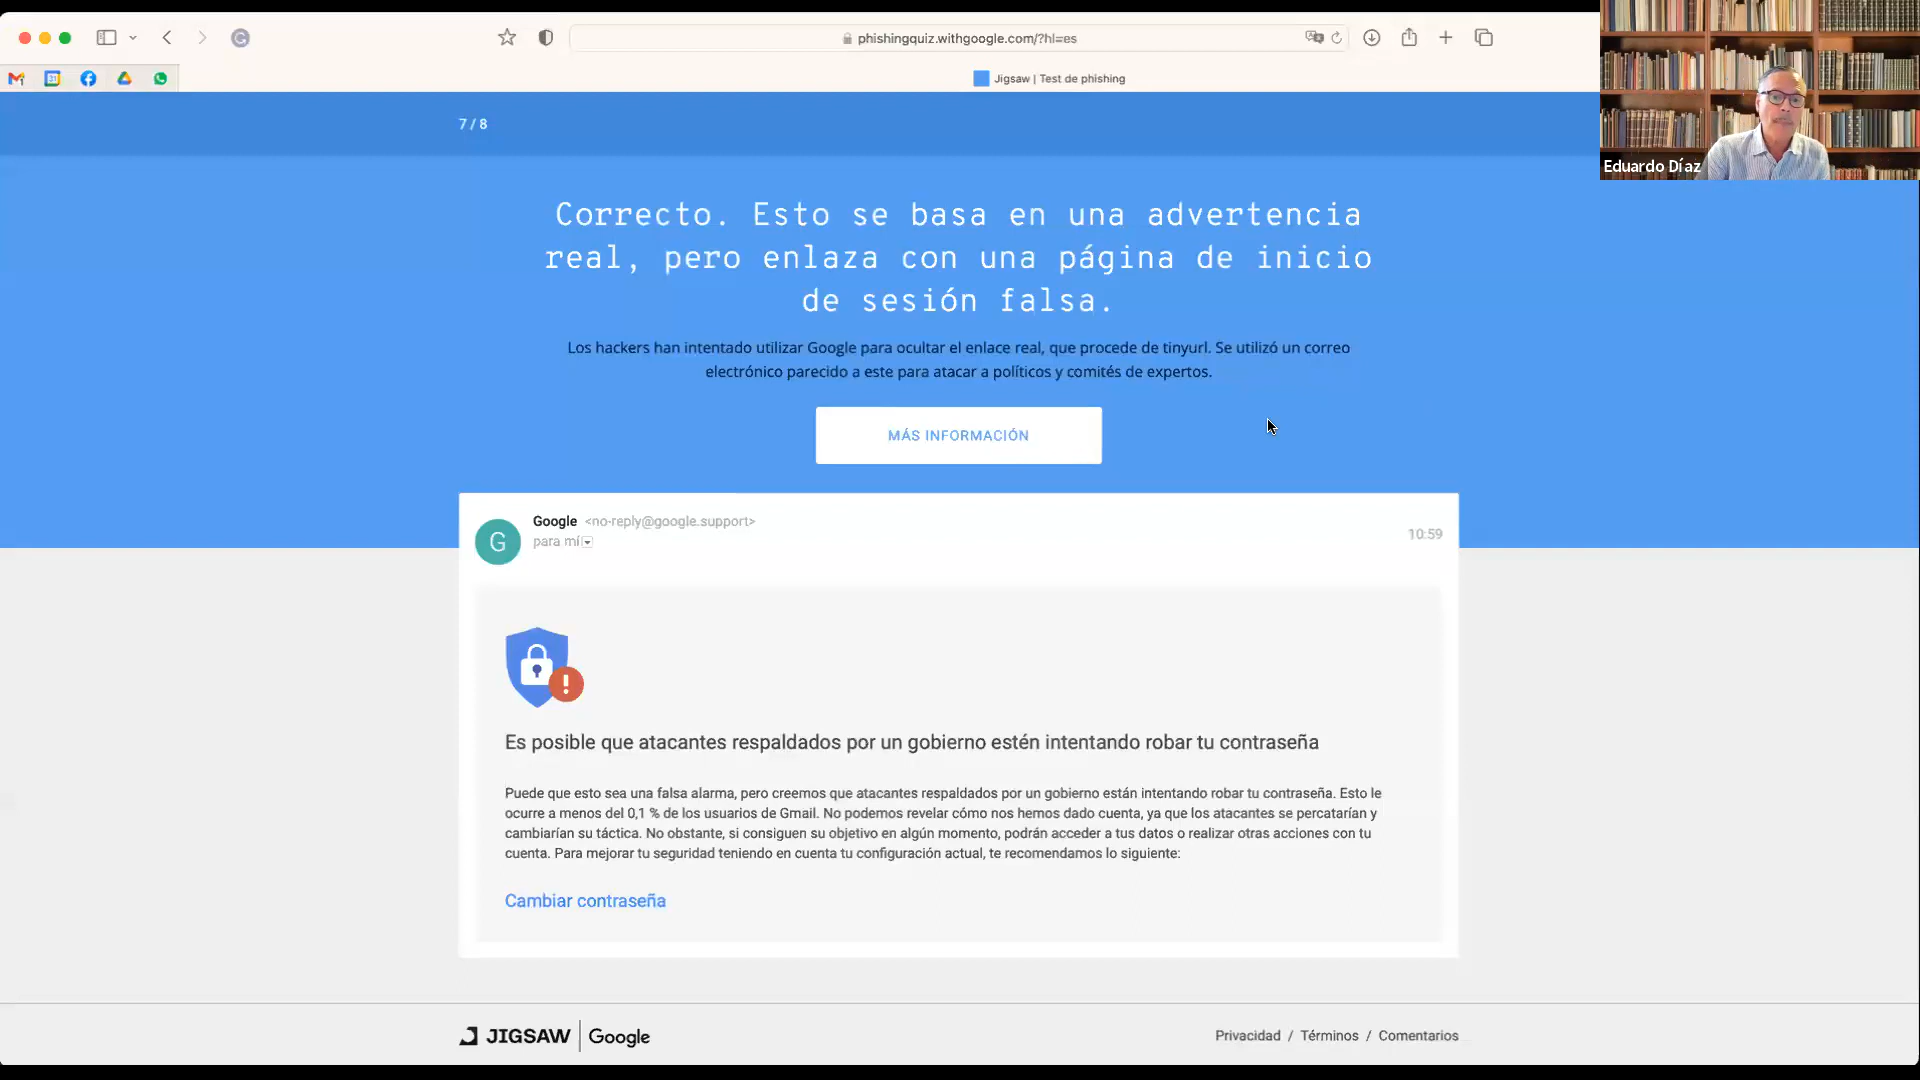 phishingquiz.withgoogle.com/?hl=es
Jigsaw | Test de phishing
Eduardo Díaz
7 / 8
Correcto. Esto se basa en una advertencia
real, pero enlaza con una página de inicio
de sesión falsa.
Los hackers han intentado utilizar Google para ocultar el enlace real, que procede de tinyurl. Se utilizó un correo
electrónico parecido a este para atacar a políticos y comités de expertos.
MÁS INFORMACIÓN
G
Google <no-reply@google.support>
para mí
10:59
Es posible que atacantes respaldados por un gobierno estén intentando robar tu contraseña
Puede que esto sea una falsa alarma, pero creemos que atacantes respaldados por un gobierno están intentando robar tu contraseña. Esto le
ocurre a menos del 0,1 % de los usuarios de Gmail. No podemos revelar cómo nos hemos dado cuenta, ya que los atacantes se percatarían y
cambiarían su táctica. No obstante, si consiguen su objetivo en algún momento, podrán acceder a tus datos o realizar otras acciones con tu
cuenta. Para mejorar tu seguridad teniendo en cuenta tu configuración actual, te recomendamos lo siguiente:
Cambiar contraseña
JIGSAW | Google
Privacidad / Términos / Comentarios